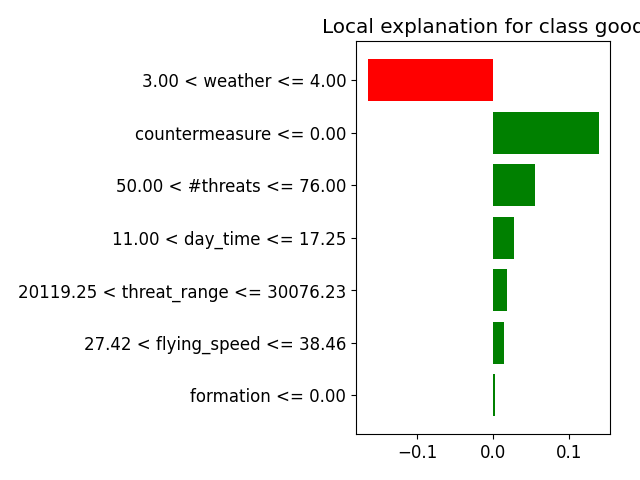 Local explanation for class good
3.00 < weather <= 4.00
countermeasure <= 0.00
50.00 < #threats <= 76.00
11.00 < day_time <= 17.25
20119.25 < threat_range <= 30076.23
27.42 < flying_speed <= 38.46
formation <= 0.00
−0.1 0.0 0.1